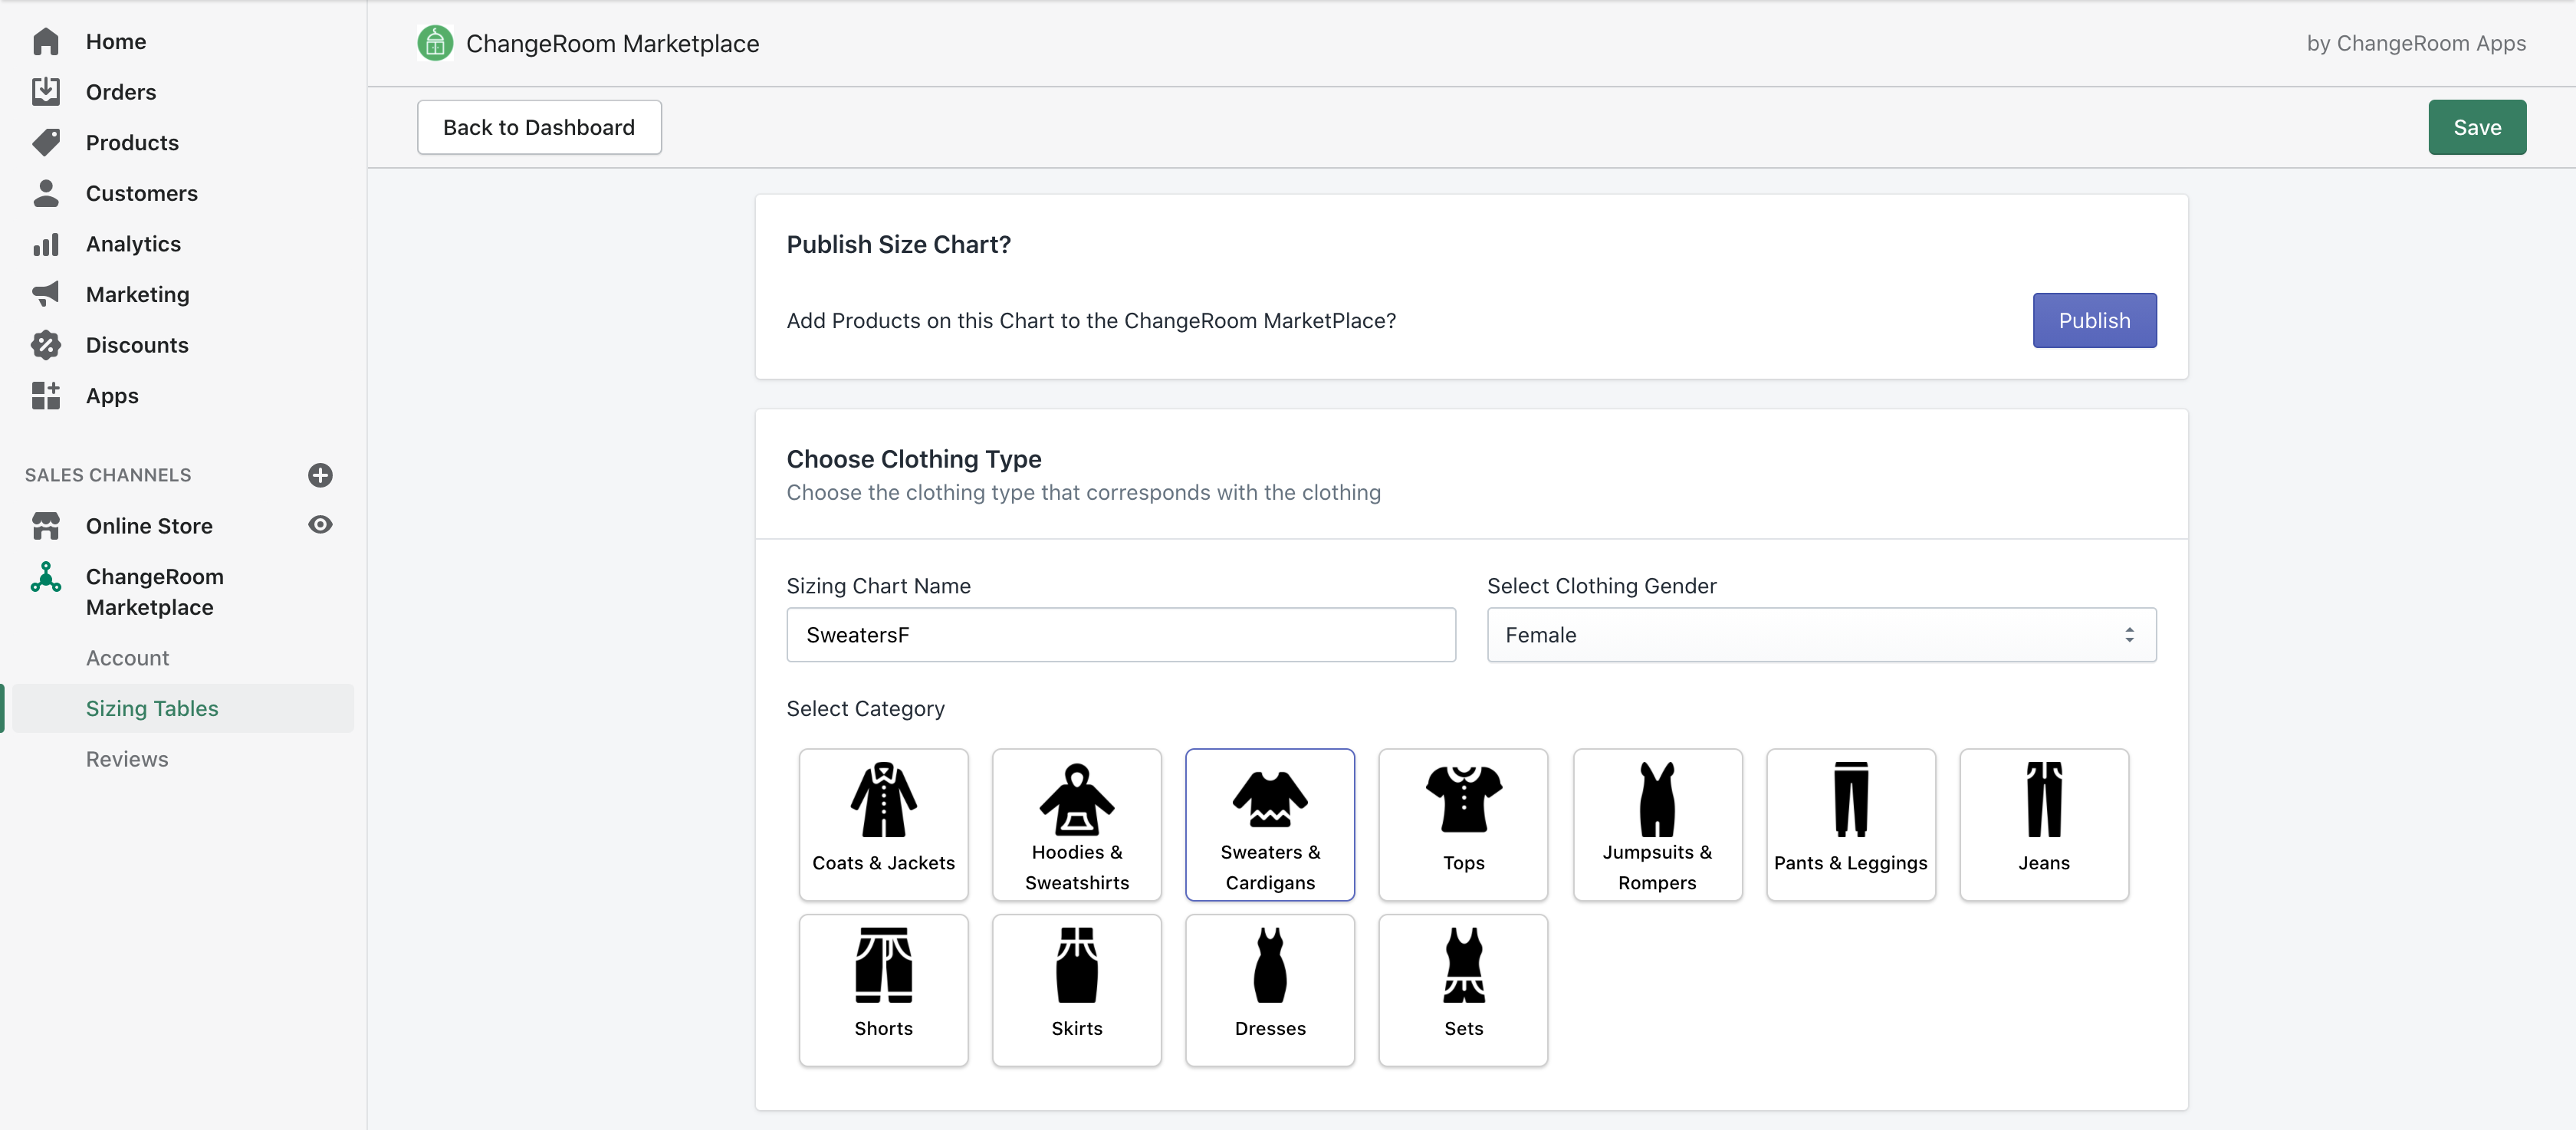 Home
Orders
Products
Customers
Analytics
Marketing
Discounts
Apps
SALES CHANNELS
Online Store
ChangeRoom
Marketplace
Account
Sizing Tables
Reviews
ChangeRoom Marketplace
by ChangeRoom Apps
Back to Dashboard
Save
Publish Size Chart?
Add Products on this Chart to the ChangeRoom MarketPlace?
Publish
Choose Clothing Type
Choose the clothing type that corresponds with the clothing
Sizing Chart Name
Select Clothing Gender
SweatersF
Female
Select Category
Coats & Jackets
Hoodies &
Sweatshirts
Sweaters &
Cardigans
Tops
Jumpsuits &
Rompers
Pants & Leggings
Jeans
Shorts
Skirts
Dresses
Sets